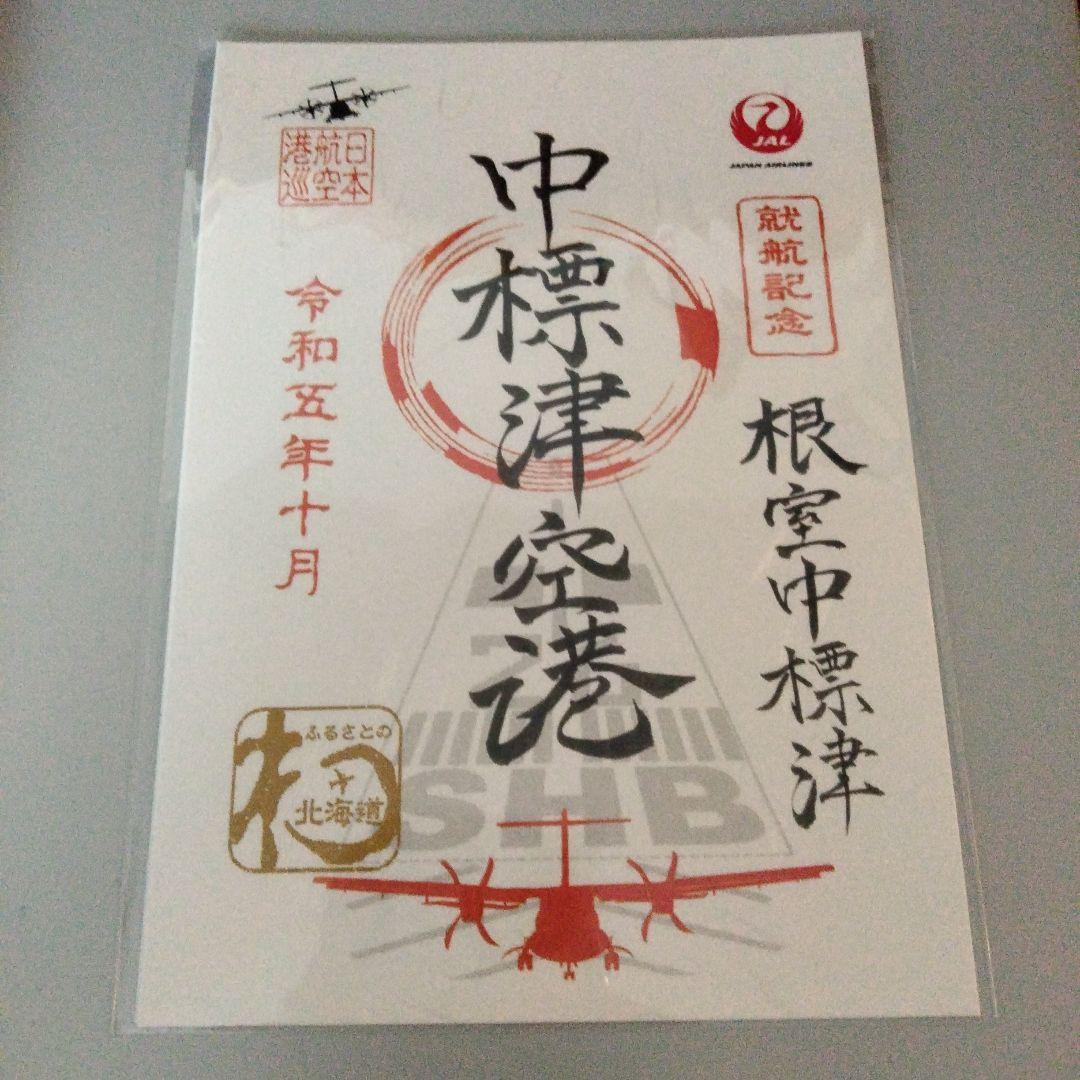 JAL
JAPAN AIRLINES
就航記念
根室中標津
中標津空港
日本
航空
港巡
令和五年十月
ふるさとの
北海道
SHB